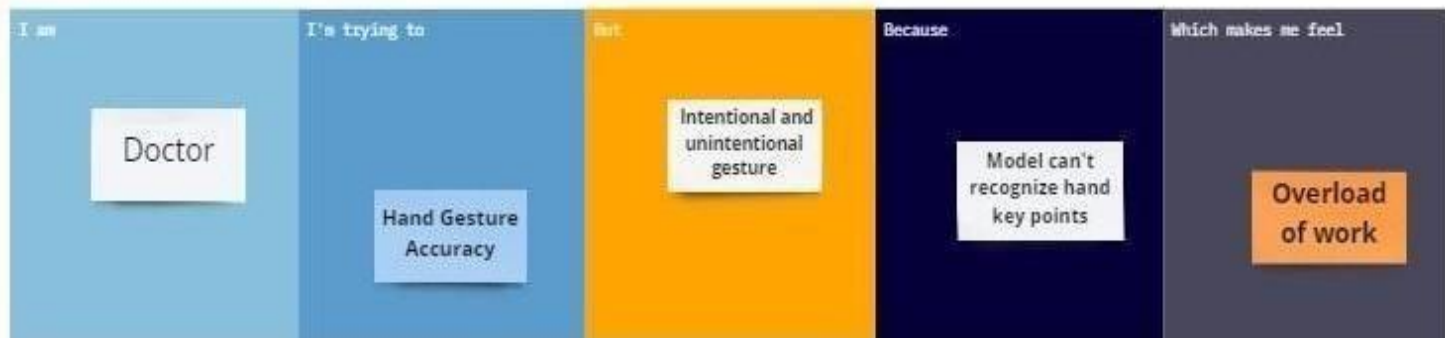 I am
Doctor
I'm trying to
Hand Gesture
Accuracy
But
Intentional and
unintentional
gesture
Because
Model can't
recognize hand
key points
Which makes me feel
Overload
of work